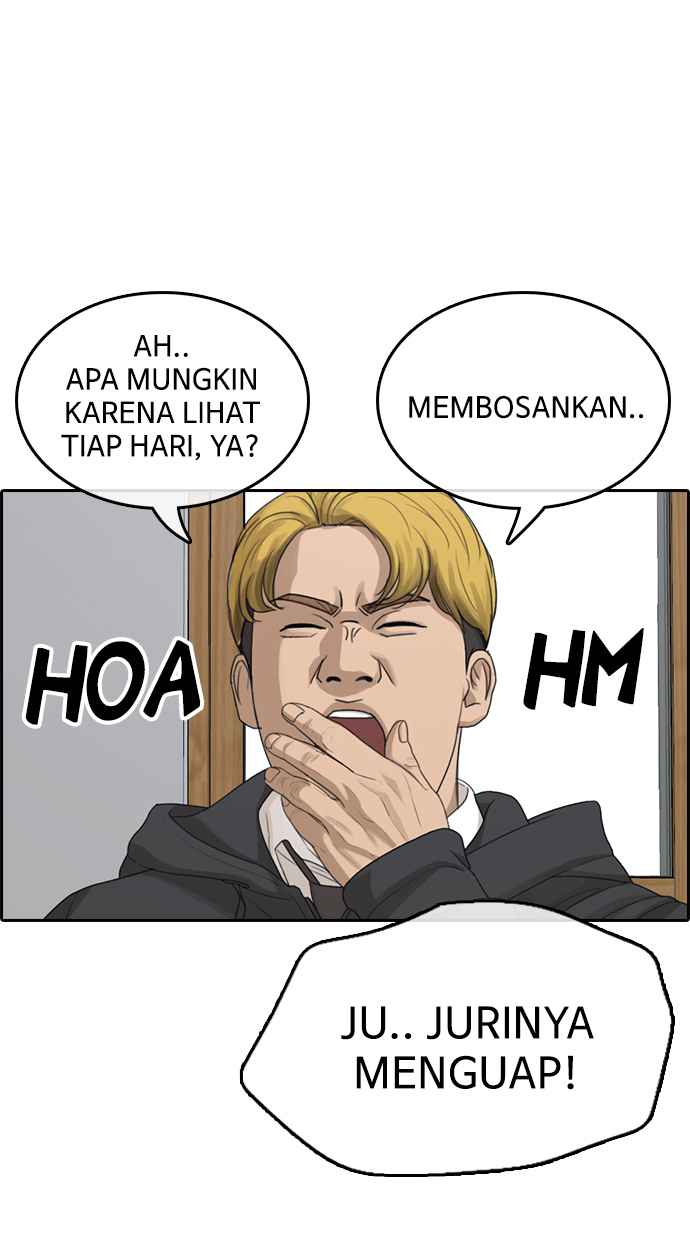 AH..
APA MUNGKIN
KARENA LIHAT
TIAP HARI, YA?
MEMBOSANKAN..
HOA
HM
JU.. JURINYA
MENGUAP!